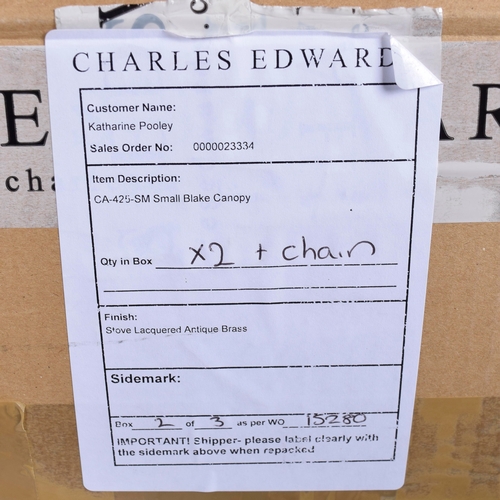 CHARLES EDWARD
Customer Name:
Katharine Pooley
Sales Order No: 0000023334
Item Description:
CA-425-SM Small Blake Canopy
Qty in Box x2 + chain
Finish:
Stove Lacquered Antique Brass
Sidemark:
Box 2 of 3 as per WO 15280
IMPORTANT! Shipper- please label clearly with
the sidemark above when repacked